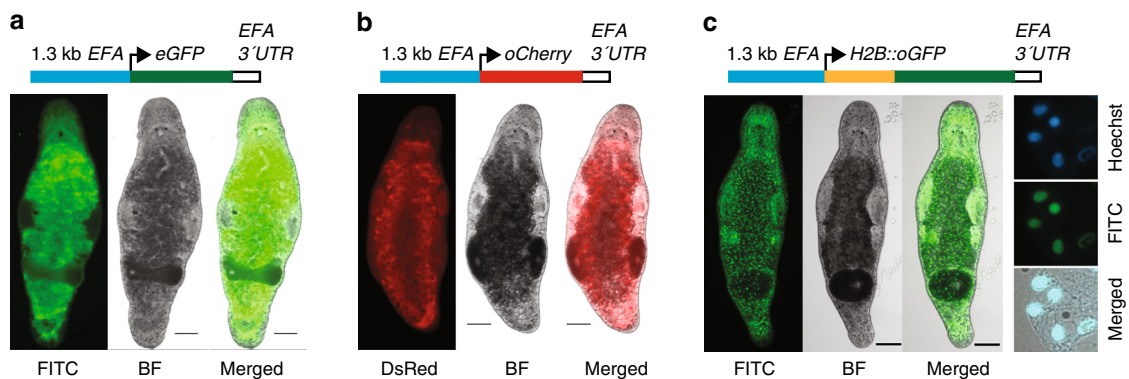 a
1.3 kb EFA
eGFP
EFA
3´UTR
FITC
BF
Merged
b
1.3 kb EFA
oCherry
EFA
3´UTR
DsRed
BF
Merged
c
1.3 kb EFA
H2B::oGFP
EFA
3´UTR
FITC
BF
Merged
Hoechst
FITC
Merged